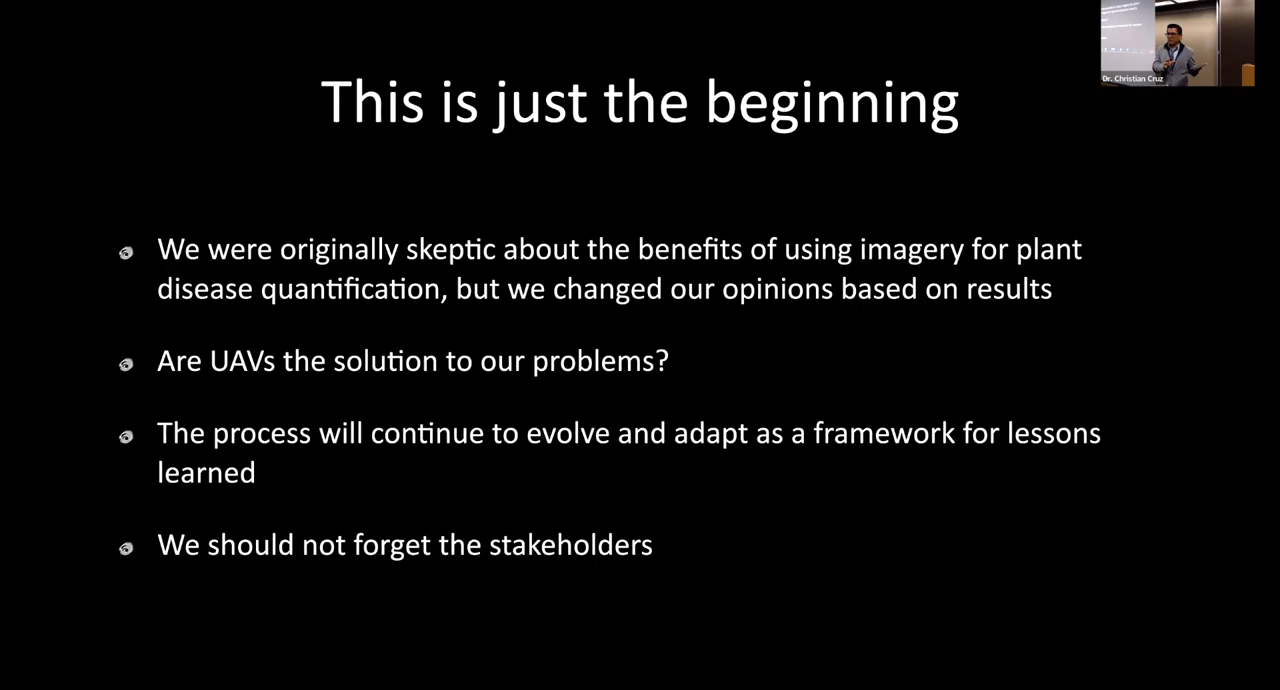 This is just the beginning
We were originally skeptic about the benefits of using imagery for plant
disease quantification, but we changed our opinions based on results
Are UAVs the solution to our problems?
The process will continue to evolve and adapt as a framework for lessons
learned
We should not forget the stakeholders
Dr. Christian Cruz